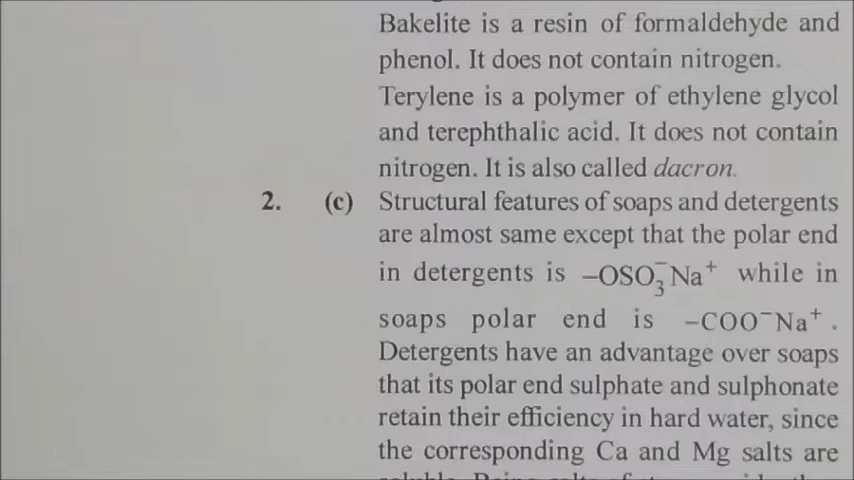 Bakelite is a resin of formaldehyde and
phenol. It does not contain nitrogen.
Terylene is a polymer of ethylene glycol
and terephthalic acid. It does not contain
nitrogen. It is also called dacron.
2. (c) Structural features of soaps and detergents
are almost same except that the polar end
in detergents is –OSO₃⁻Na⁺ while in
soaps polar end is –COO⁻Na⁺.
Detergents have an advantage over soaps
that its polar end sulphate and sulphonate
retain their efficiency in hard water, since
the corresponding Ca and Mg salts are